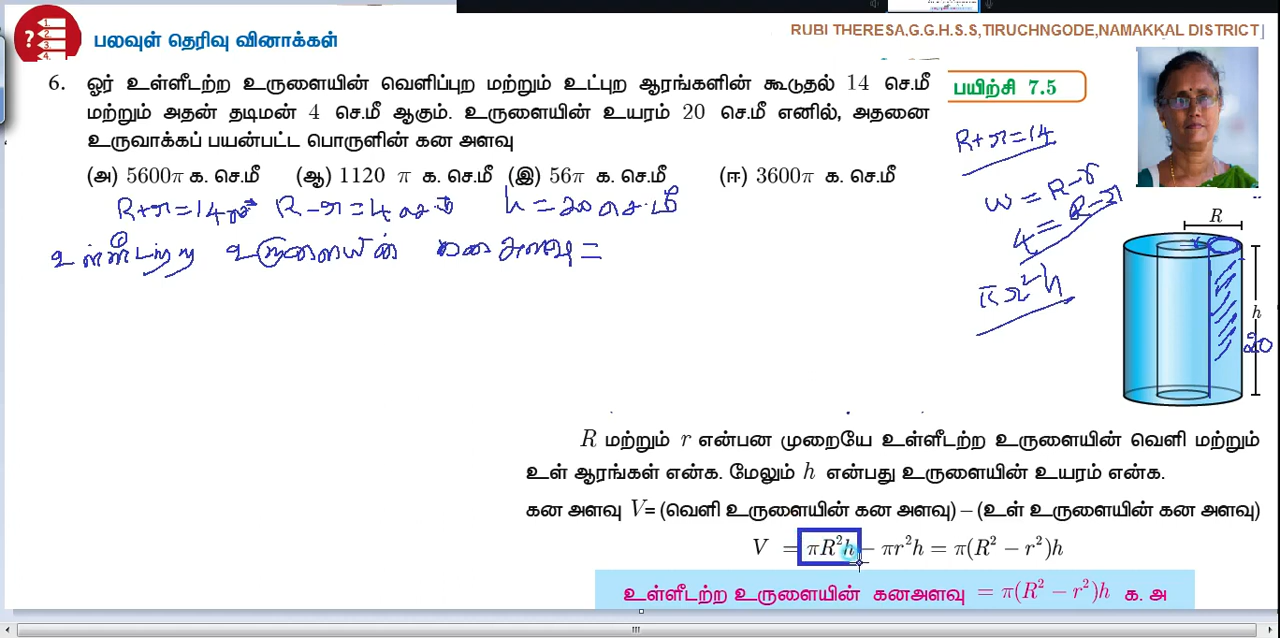 RUBI THERESA,G.G.H.S.S,TIRUCHNGODE,NAMAKKAL DISTRICT]
பலவுள் தெரிவு வினாக்கள்
பயிற்சி 7.5
6. ஓர் உள்ளீடற்ற உருளையின் வெளிப்புற மற்றும் உட்புற ஆரங்களின் கூடுதல் 14 செ.மீ
மற்றும் அதன் தடிமன் 4 செ.மீ ஆகும். உருளையின் உயரம் 20 செ.மீ எனில், அதனை
உருவாக்கப் பயன்பட்ட பொருளின் கன அளவு
(அ) 5600π க. செ.மீ (ஆ) 1120 π க. செ.மீ (இ) 56π க. செ.மீ (ஈ) 3600π க. செ.மீ
R+r=14 செ.மீ R-r=4 செ.மீ h=20 செ.மீ
உள்ளீடற்ற உருளையின் கன அளவு =
R+r=14
w = R-r
4 = R-r
πr²h
R
h
20
R மற்றும் r என்பன முறையே உள்ளீடற்ற உருளையின் வெளி மற்றும்
உள் ஆரங்கள் என்க. மேலும் h என்பது உருளையின் உயரம் என்க.
கன அளவு V= (வெளி உருளையின் கன அளவு) – (உள் உருளையின் கன அளவு)
V = πR²h − πr²h = π(R² − r²)h
உள்ளீடற்ற உருளையின் கனஅளவு = π(R² − r²)h க. அ